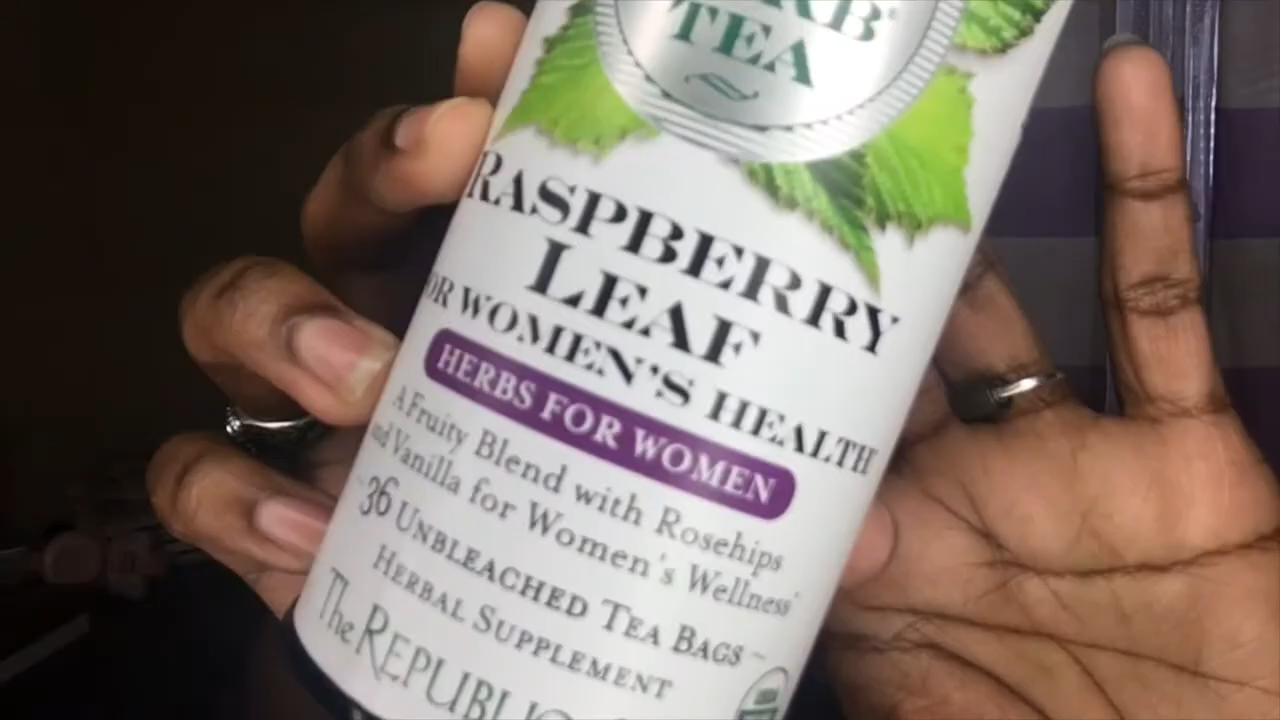 TEA
RASPBERRY
LEAF
OR WOMEN'S HEALTH
HERBS FOR WOMEN
A Fruity Blend with Rosehips
nd Vanilla for Women's Wellness*
36 UNBLEACHED TEA BAGS
HERBAL SUPPLEMENT
The REPUBLIC